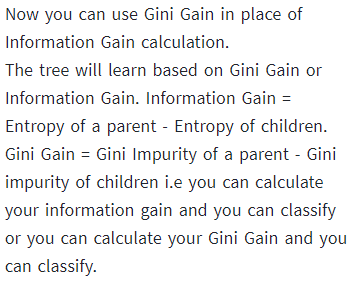 Now you can use Gini Gain in place of
Information Gain calculation.
The tree will learn based on Gini Gain or
Information Gain. Information Gain =
Entropy of a parent - Entropy of children.
Gini Gain = Gini Impurity of a parent - Gini
impurity of children i.e you can calculate
your information gain and you can classify
or you can calculate your Gini Gain and you
can classify.